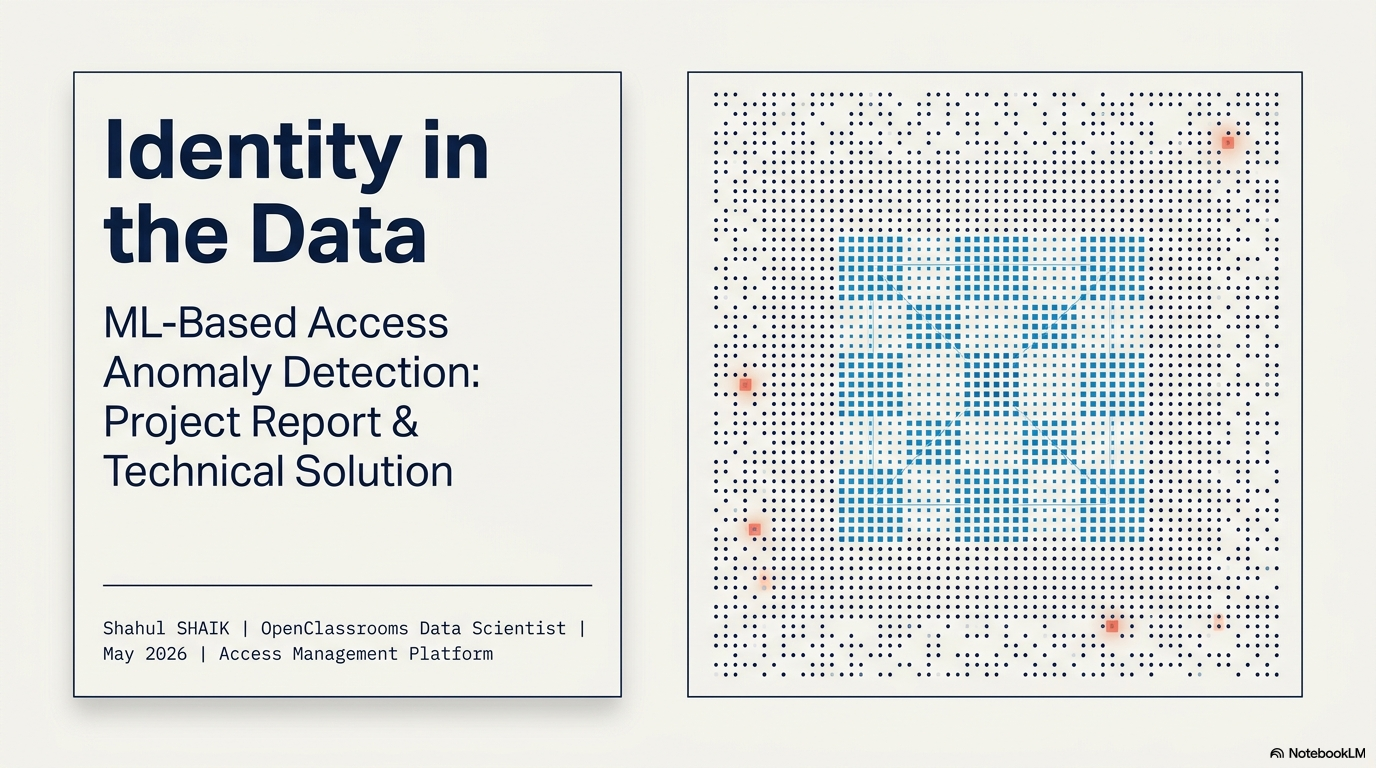 Identity in
the Data
ML-Based Access
Anomaly Detection:
Project Report &
Technical Solution
Shahul SHAIK | OpenClassrooms Data Scientist |
May 2026 | Access Management Platform
NotebookLM